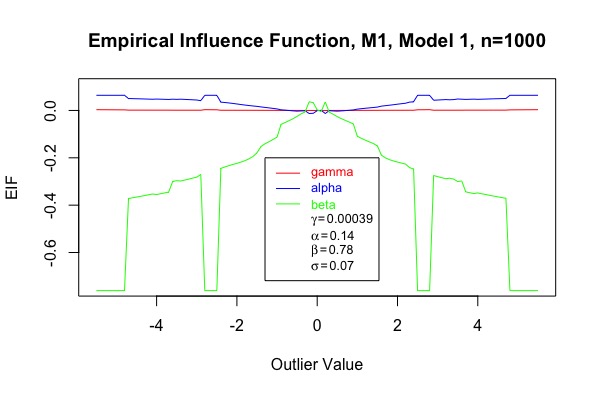 Empirical Influence Function, M1, Model 1, n=1000
EIF
0.0
-0.2
-0.4
-0.6
gamma
alpha
beta
γ=0.00039
α=0.14
β=0.78
σ=0.07
-4 -2 0 2 4
Outlier Value